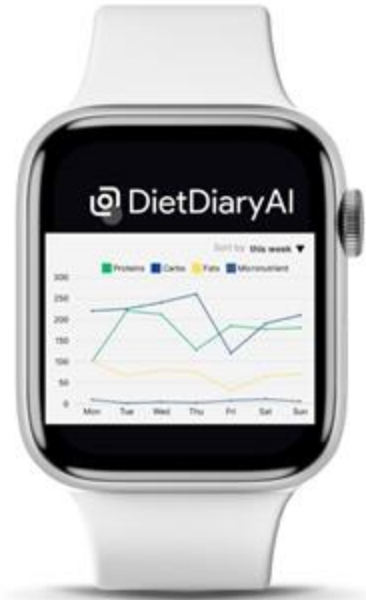 DietDiaryAI
Sort by this week ▼
Proteins Carbs Fats Micronutrient
300
250
200
150
100
50
0
Mon Tue Wed Thu Fri Sat Sun